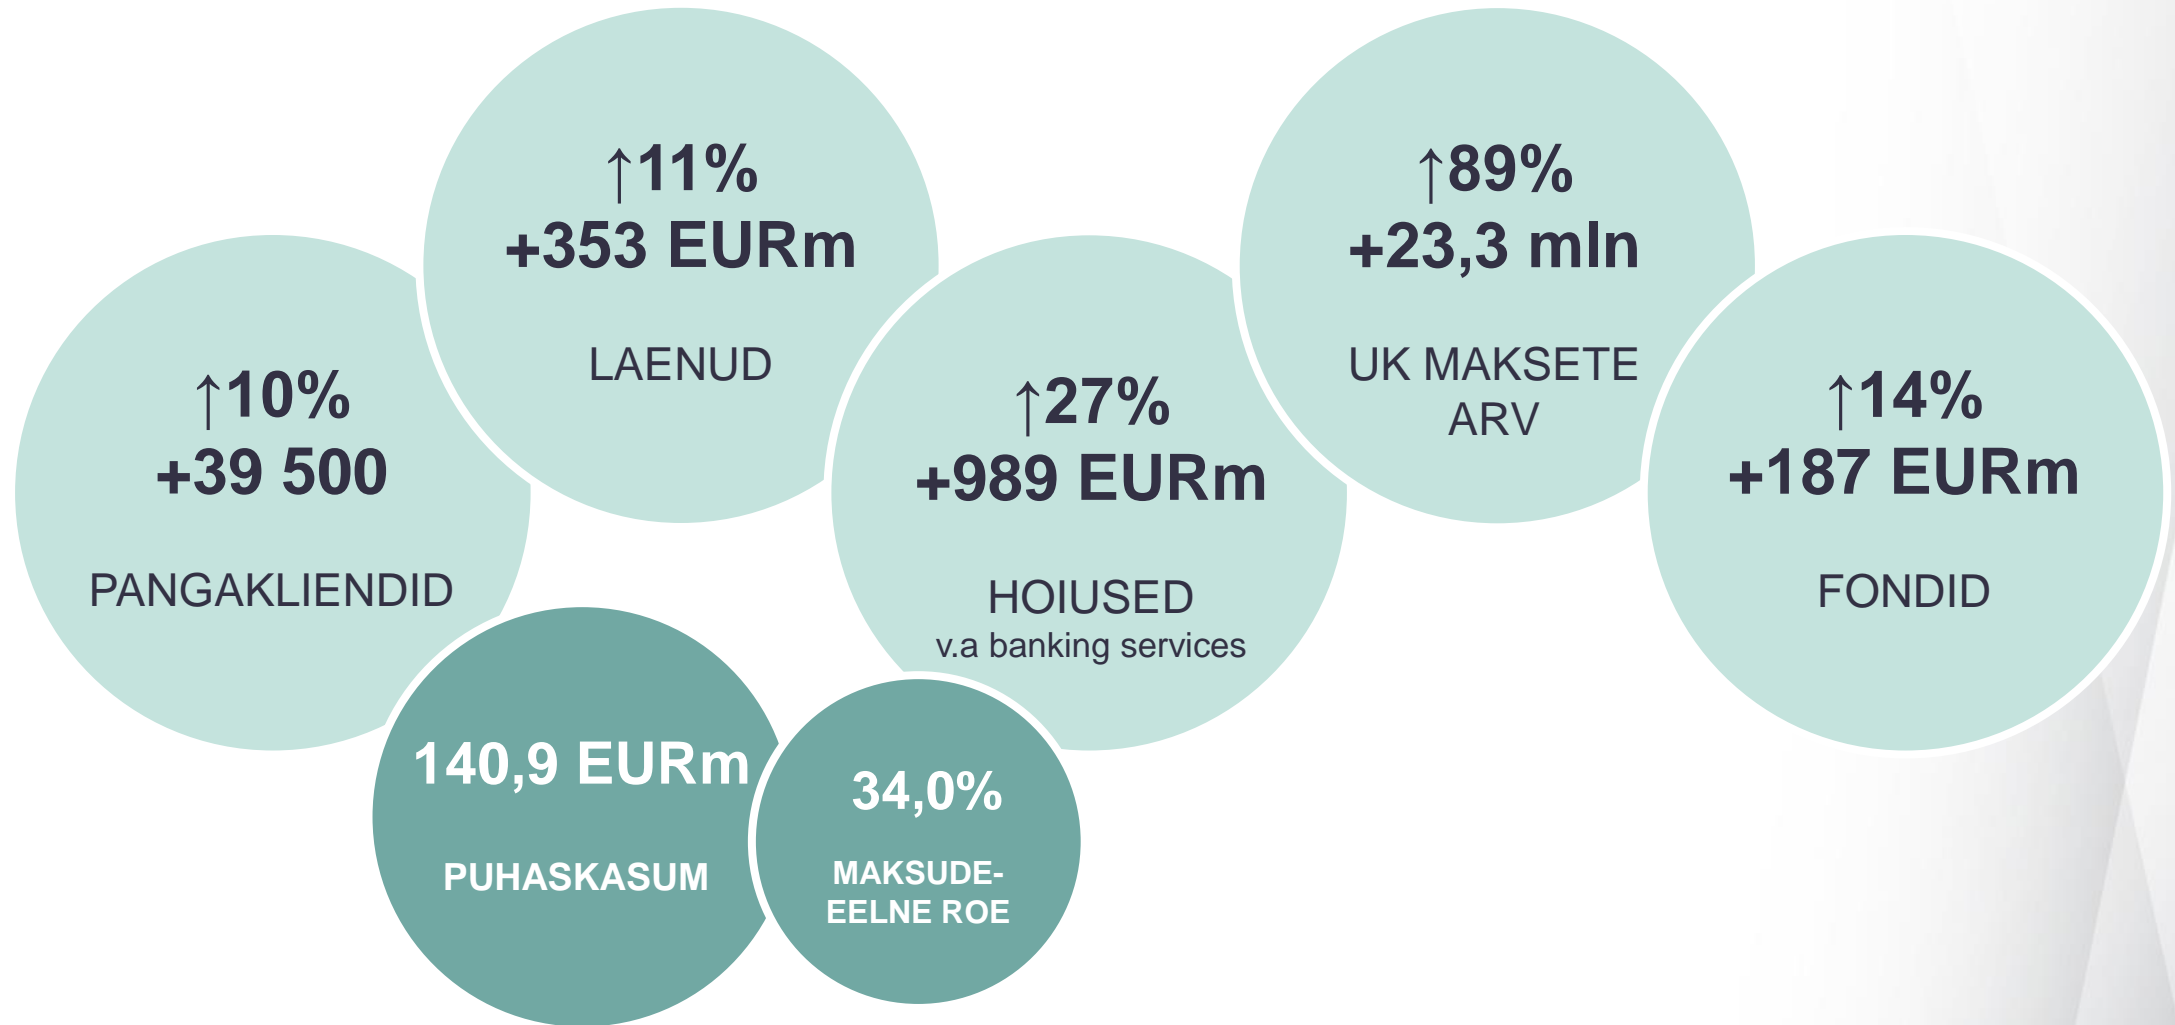 ↑10%
+39 500
PANGAKLIENDID
↑11%
+353 EURm
LAENUD
↑27%
+989 EURm
HOIUSED
v.a banking services
↑89%
+23,3 mln
UK MAKSETE
ARV
↑14%
+187 EURm
FONDID
140,9 EURm
PUHASKASUM
34,0%
MAKSUDE-
EELNE ROE